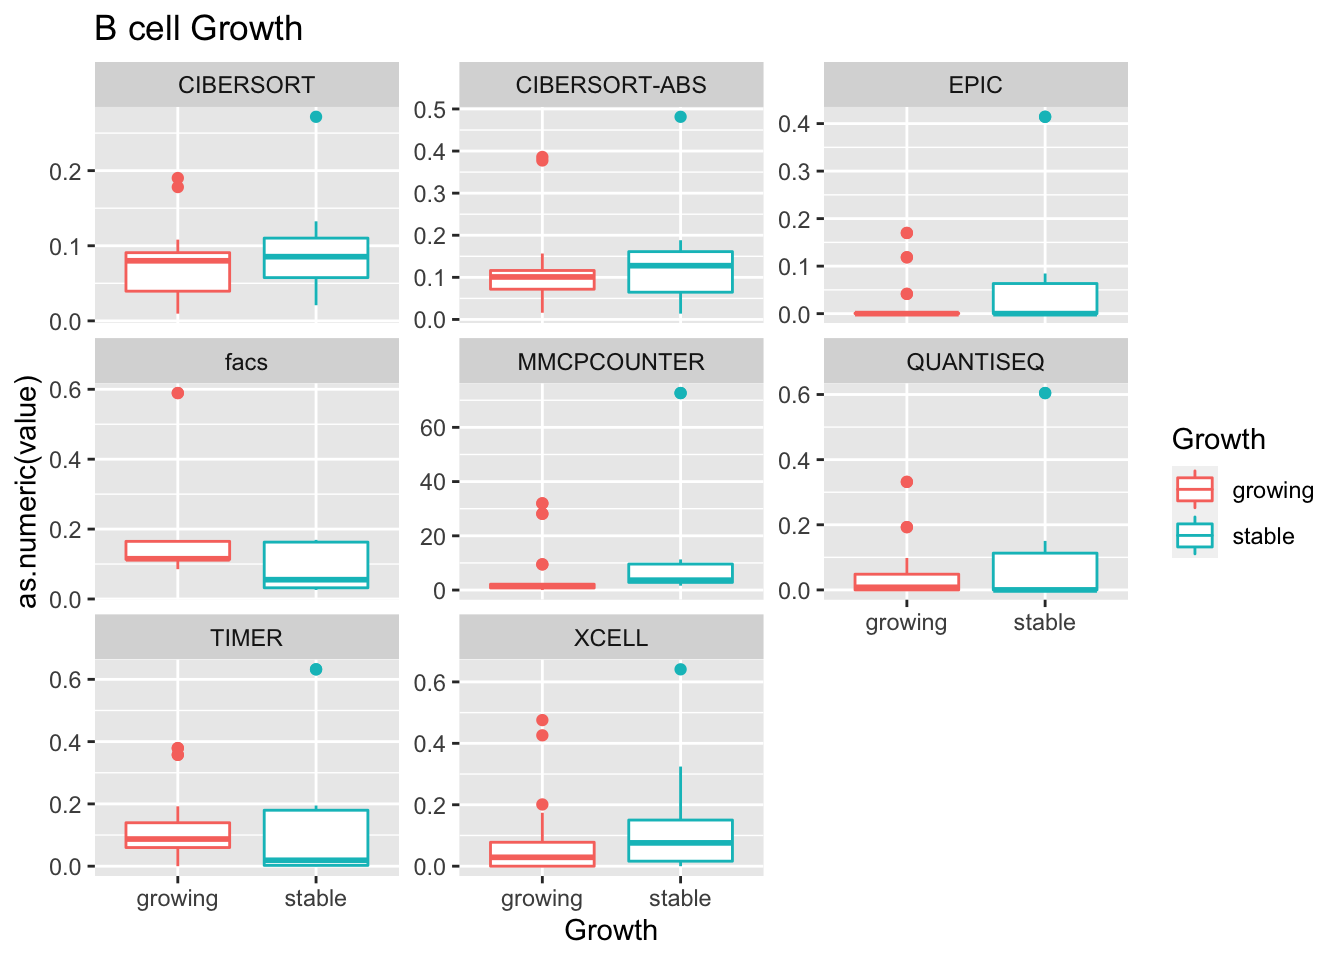 B cell Growth
CIBERSORT
CIBERSORT-ABS
EPIC
0.2
0.1
0.0
0.5
0.4
0.3
0.2
0.1
0.0
0.4
0.3
0.2
0.1
0.0
facs
MMCPCOUNTER
QUANTISEQ
0.6
0.4
0.2
0.0
60
40
20
0
0.6
0.4
0.2
0.0
growing
stable
TIMER
XCELL
0.6
0.4
0.2
0.0
0.6
0.4
0.2
0.0
growing
stable
growing
stable
Growth
as.numeric(value)
Growth
growing
stable